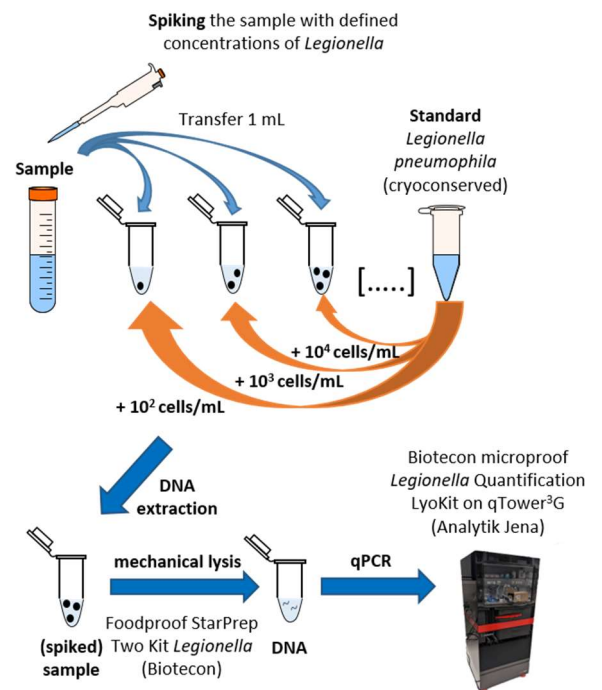 Spiking the sample with defined
concentrations of Legionella
Transfer 1 mL
Standard
Legionella
pneumophila
(cryoconserved)
Sample
[.....]
+ 10⁴ cells/mL
+ 10³ cells/mL
+ 10² cells/mL
DNA
extraction
Biotecon microproof
Legionella Quantification
LyoKit on qTower³G
(Analytik Jena)
mechanical lysis
qPCR
Foodproof StarPrep
Two Kit Legionella
(Biotecon)
(spiked)
sample
DNA